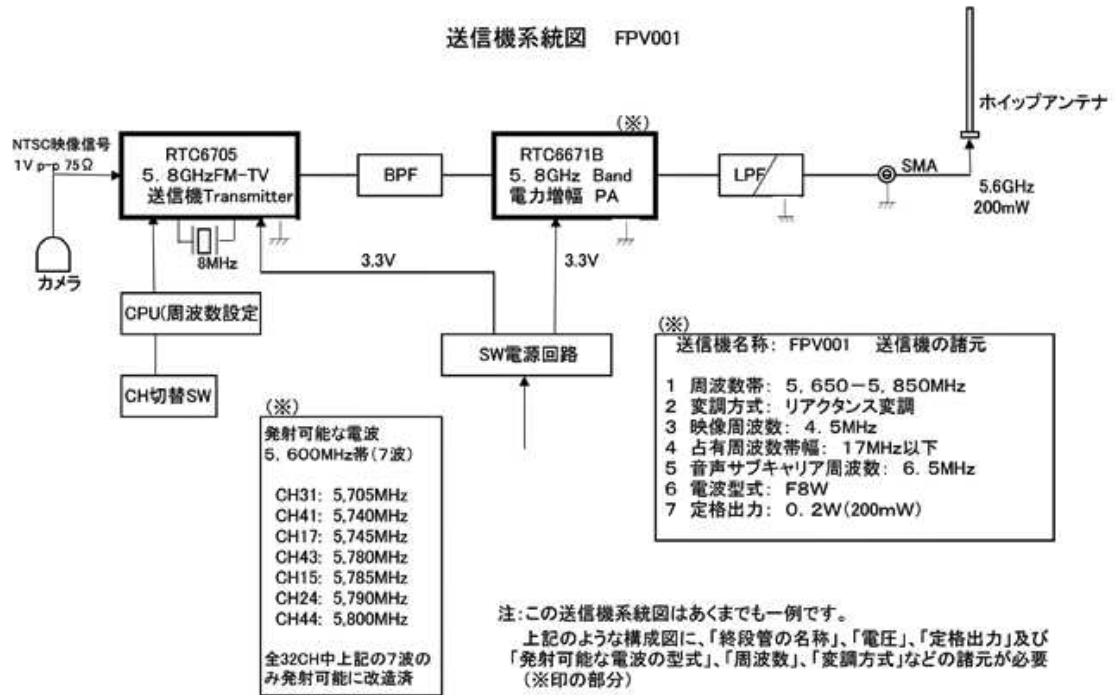 送信機系統図 FPV001
ホイップアンテナ
(※)
NTSC映像信号
1V p-p 75Ω
RTC6705
5．8GHzFM-TV
送信機Transmitter
BPF
RTC6671B
5．8GHz Band
電力増幅 PA
LPF
SMA
5.6GHz
200mW
8MHz
3.3V
3.3V
カメラ
CPU(周波数設定
SW電源回路
CH切替SW
(※)
発射可能な電波
5，600MHz帯(7波)
CH31: 5,705MHz
CH41: 5,740MHz
CH17: 5,745MHz
CH43: 5,780MHz
CH15: 5,785MHz
CH24: 5,790MHz
CH44: 5,800MHz
全32CH中上記の7波の
み発射可能に改造済
(※)
送信機名称: FPV001 送信機の諸元
1 周波数帯: 5，650－5，850MHz
2 変調方式: リアクタンス変調
3 映像周波数: 4．5MHz
4 占有周波数帯幅: 17MHz以下
5 音声サブキャリア周波数: 6．5MHz
6 電波型式: F8W
7 定格出力: 0．2W(200mW)
注:この送信機系統図はあくまでも一例です。
上記のような構成図に、「終段管の名称」、「電圧」、「定格出力」及び
「発射可能な電波の型式」、「周波数」、「変調方式」などの諸元が必要
(※印の部分)